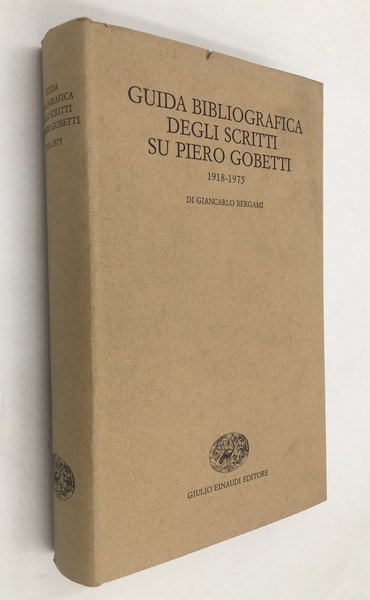 GUIDA BIBLIOGRAFICA
DEGLI SCRITTI
SU PIERO GOBETTI
1918-1975
DI GIANCARLO BERGAMI
GIULIO EINAUDI EDITORE
GUIDA
BIBLIOGRAFICA
DEGLI SCRITTI
PIERO GOBETTI
1918-1975